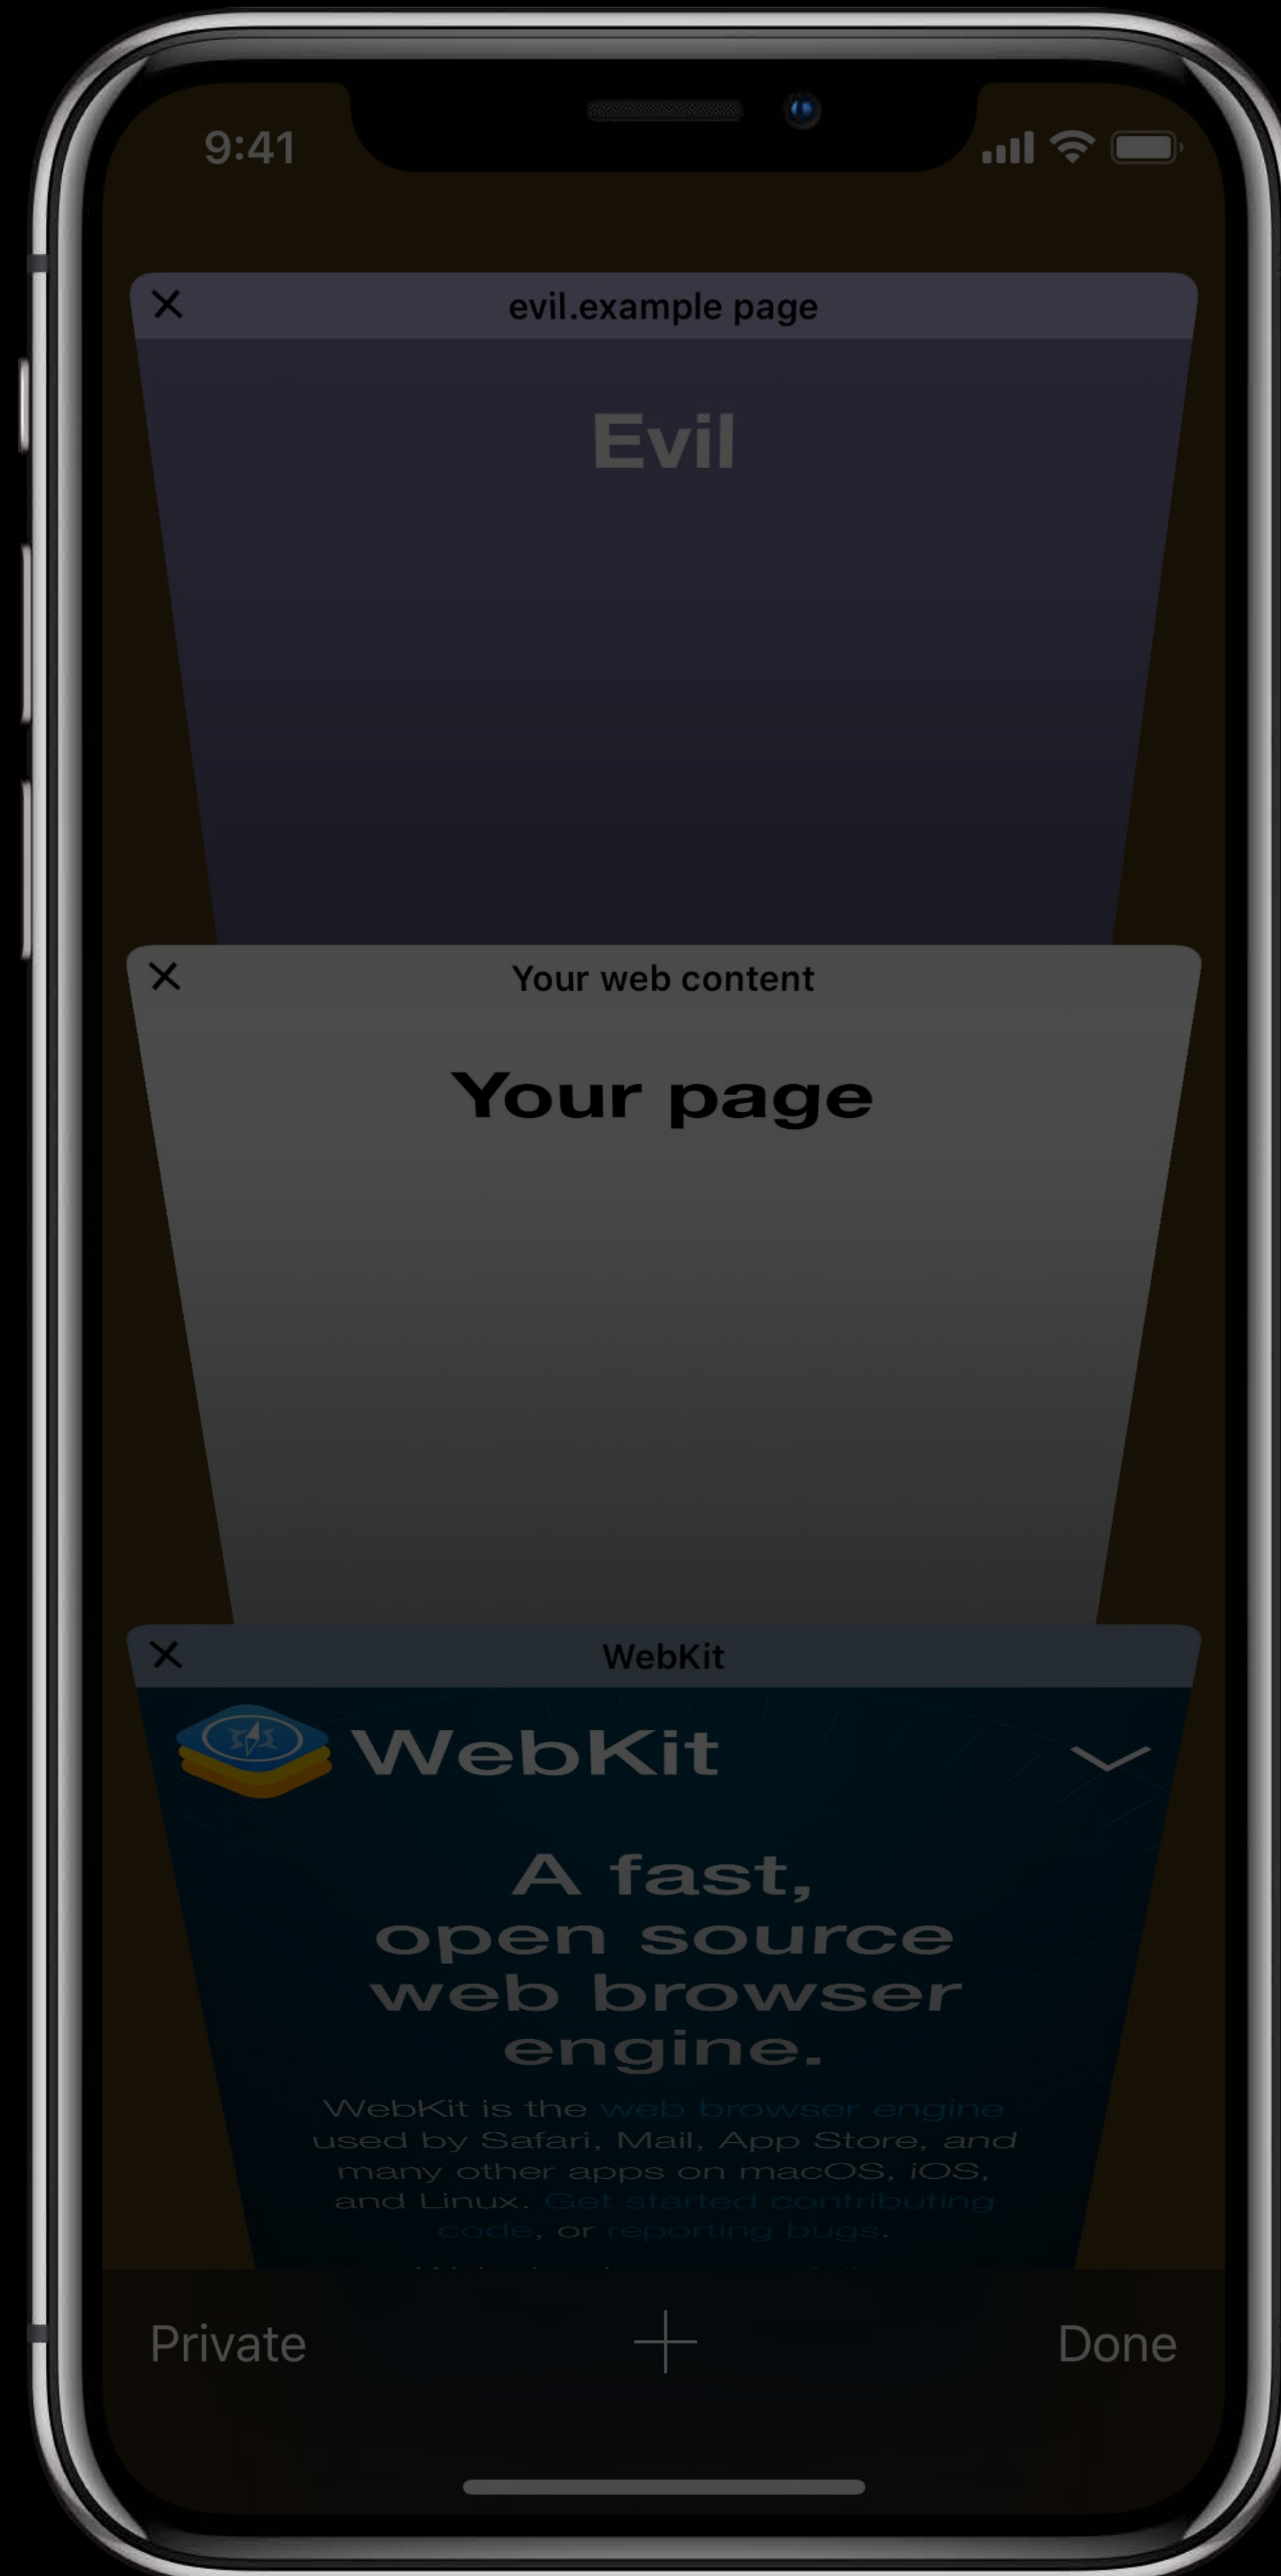 9:41
evil.example page
Evil
Your web content
Your page
WebKit
WebKit
A fast,
open source
web browser
engine.
WebKit is the web browser engine
used by Safari, Mail, App Store, and
many other apps on macOS, iOS,
and Linux. Get started contributing
code, or reporting bugs.
Private
Done